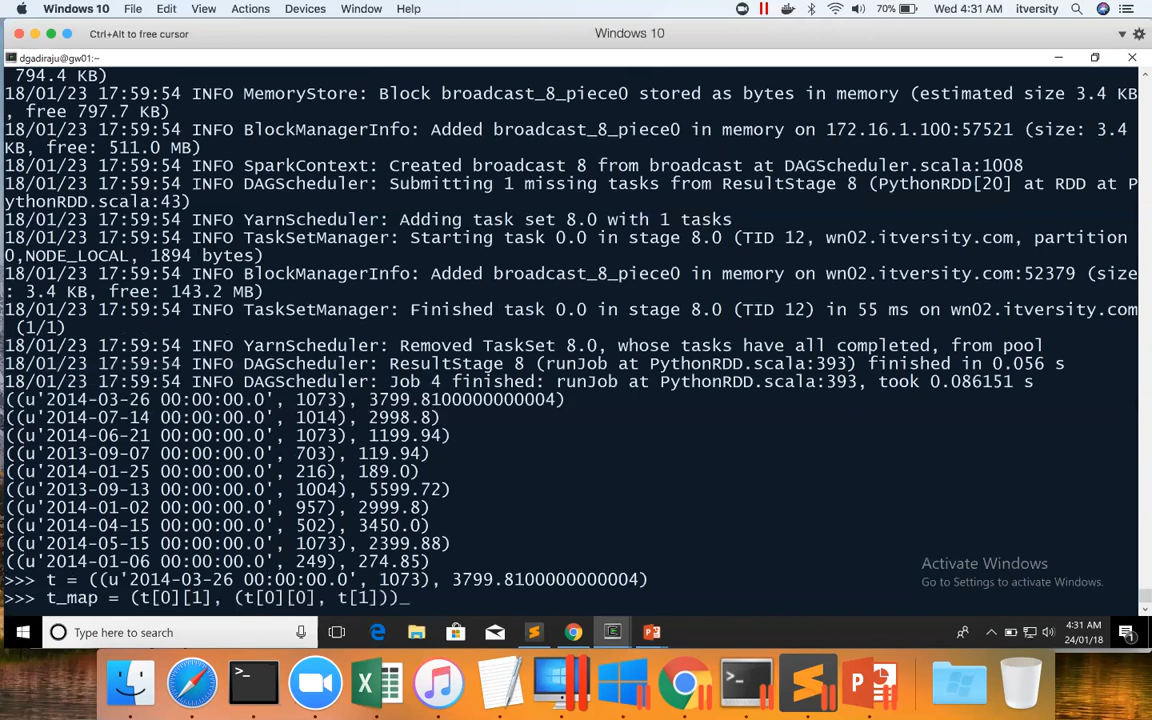 Windows 10 File Edit View Actions Devices Window Help 70% Wed 4:31 AM itversity
Ctrl+Alt to free cursor Windows 10
dgadiraju@gw01:~
794.4 KB)
18/01/23 17:59:54 INFO MemoryStore: Block broadcast_8_piece0 stored as bytes in memory (estimated size 3.4 KB
, free 797.7 KB)
18/01/23 17:59:54 INFO BlockManagerInfo: Added broadcast_8_piece0 in memory on 172.16.1.100:57521 (size: 3.4
KB, free: 511.0 MB)
18/01/23 17:59:54 INFO SparkContext: Created broadcast 8 from broadcast at DAGScheduler.scala:1008
18/01/23 17:59:54 INFO DAGScheduler: Submitting 1 missing tasks from ResultStage 8 (PythonRDD[20] at RDD at P
ythonRDD.scala:43)
18/01/23 17:59:54 INFO YarnScheduler: Adding task set 8.0 with 1 tasks
18/01/23 17:59:54 INFO TaskSetManager: Starting task 0.0 in stage 8.0 (TID 12, wn02.itversity.com, partition
0,NODE_LOCAL, 1894 bytes)
18/01/23 17:59:54 INFO BlockManagerInfo: Added broadcast_8_piece0 in memory on wn02.itversity.com:52379 (size
: 3.4 KB, free: 143.2 MB)
18/01/23 17:59:54 INFO TaskSetManager: Finished task 0.0 in stage 8.0 (TID 12) in 55 ms on wn02.itversity.com
(1/1)
18/01/23 17:59:54 INFO YarnScheduler: Removed TaskSet 8.0, whose tasks have all completed, from pool
18/01/23 17:59:54 INFO DAGScheduler: ResultStage 8 (runJob at PythonRDD.scala:393) finished in 0.056 s
18/01/23 17:59:54 INFO DAGScheduler: Job 4 finished: runJob at PythonRDD.scala:393, took 0.086151 s
((u'2014-03-26 00:00:00.0', 1073), 3799.8100000000004)
((u'2014-07-14 00:00:00.0', 1014), 2998.8)
((u'2014-06-21 00:00:00.0', 1073), 1199.94)
((u'2013-09-07 00:00:00.0', 703), 119.94)
((u'2014-01-25 00:00:00.0', 216), 189.0)
((u'2013-09-13 00:00:00.0', 1004), 5599.72)
((u'2014-01-02 00:00:00.0', 957), 2999.8)
((u'2014-04-15 00:00:00.0', 502), 3450.0)
((u'2014-05-15 00:00:00.0', 1073), 2399.88)
((u'2014-01-06 00:00:00.0', 249), 274.85)
>>> t = ((u'2014-03-26 00:00:00.0', 1073), 3799.8100000000004)
>>> t_map = (t[0][1], (t[0][0], t[1]))_
Activate Windows
Go to Settings to activate Windows.
Type here to search
4:31 AM
24/01/18